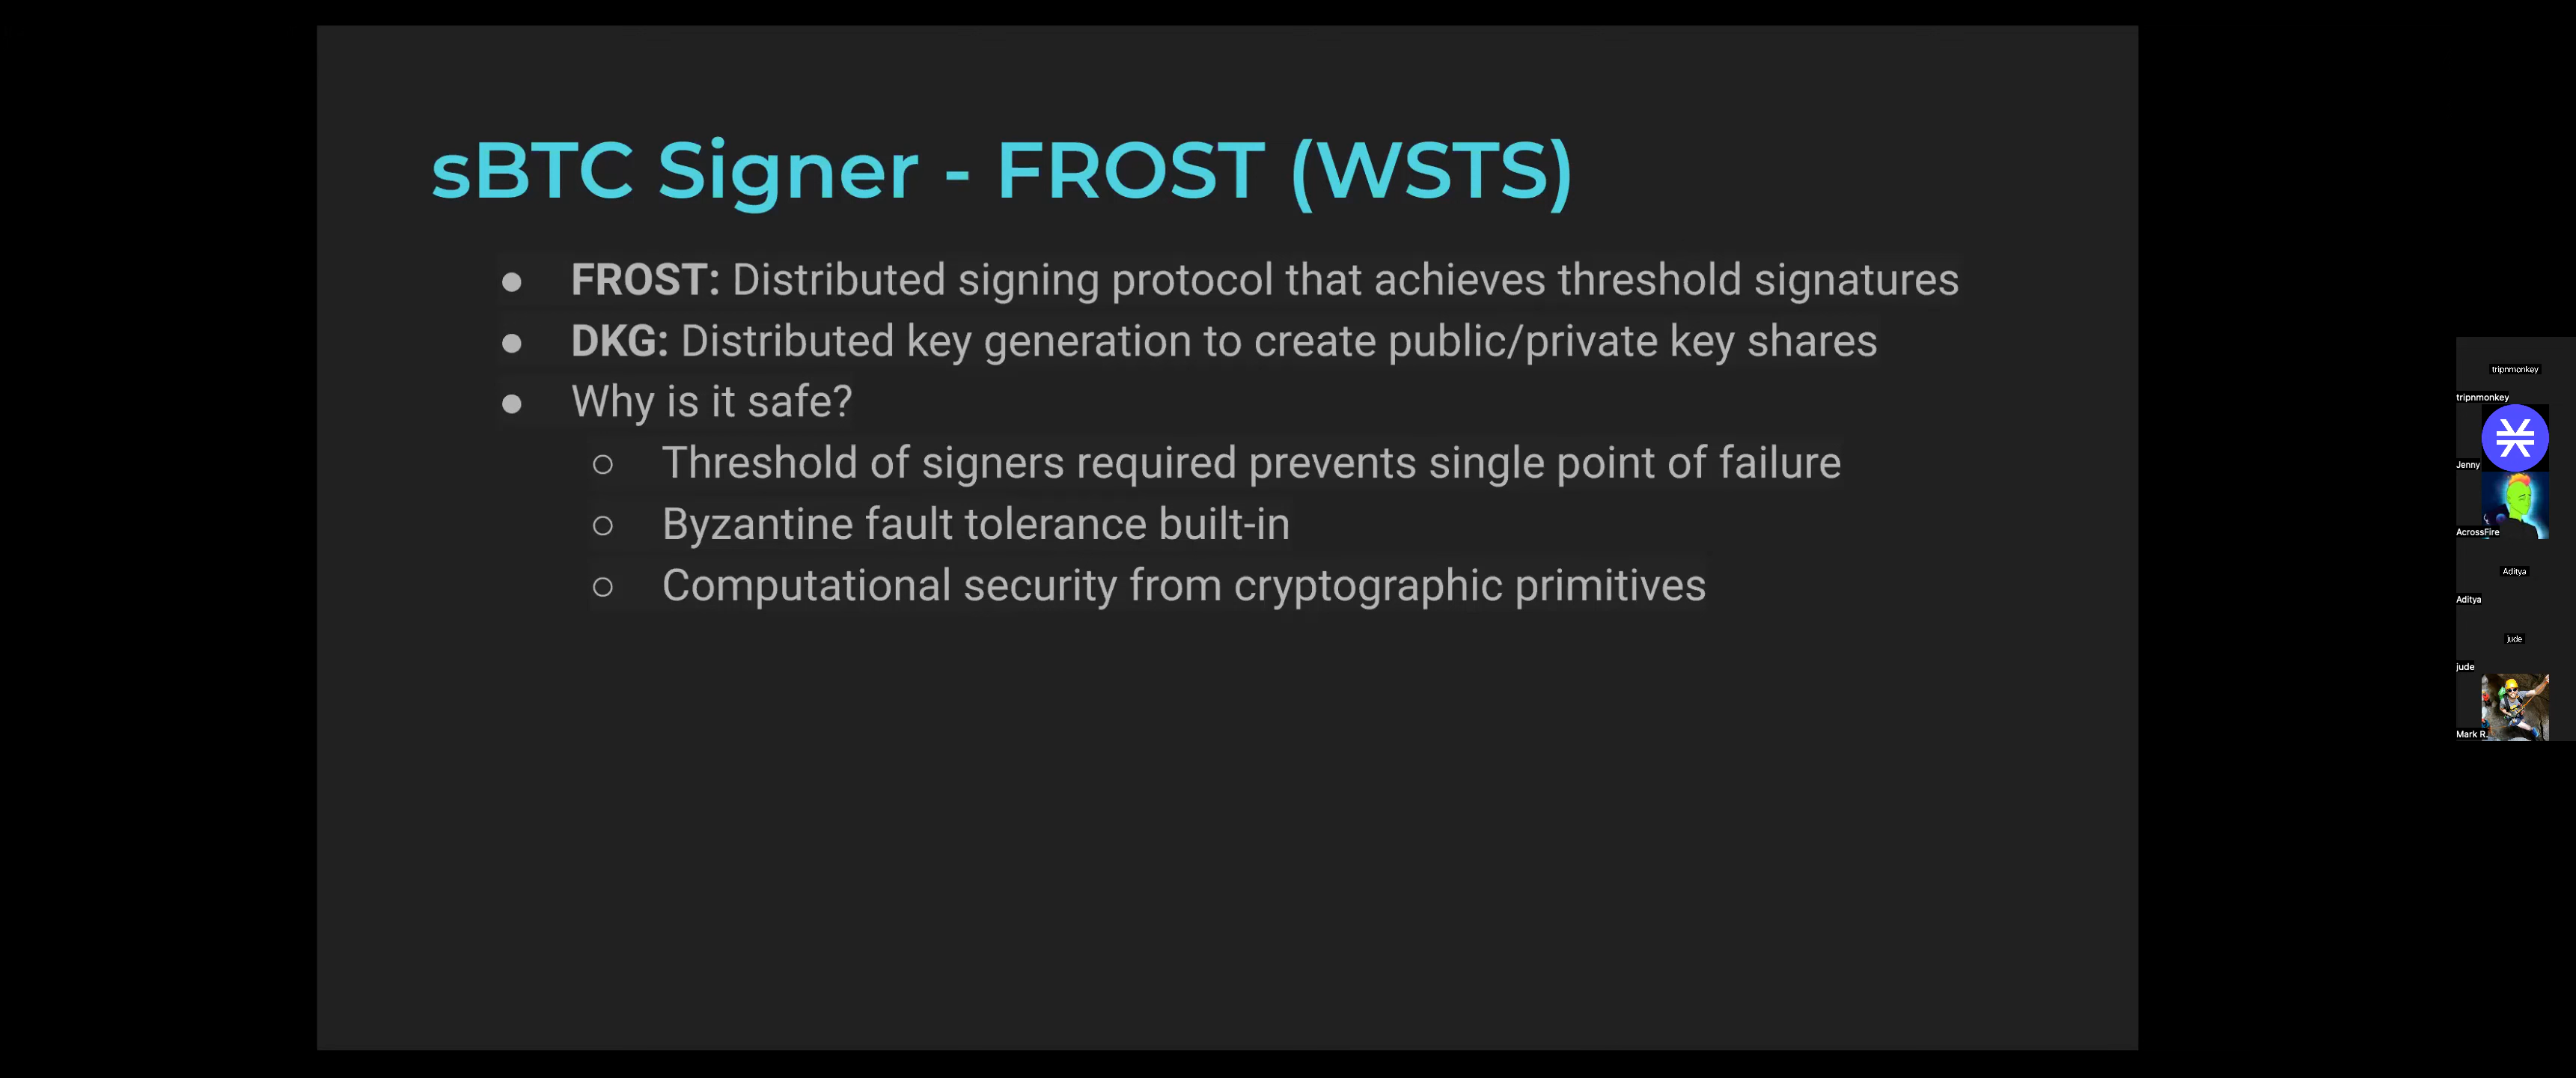 sBTC Signer - FROST (WSTS)
● FROST: Distributed signing protocol that achieves threshold signatures
● DKG: Distributed key generation to create public/private key shares
● Why is it safe?
○ Threshold of signers required prevents single point of failure
○ Byzantine fault tolerance built-in
○ Computational security from cryptographic primitives
tripnmonkey
tripnmonkey
Jenny
AcrossFire
Aditya
Aditya
jude
jude
Mark R.